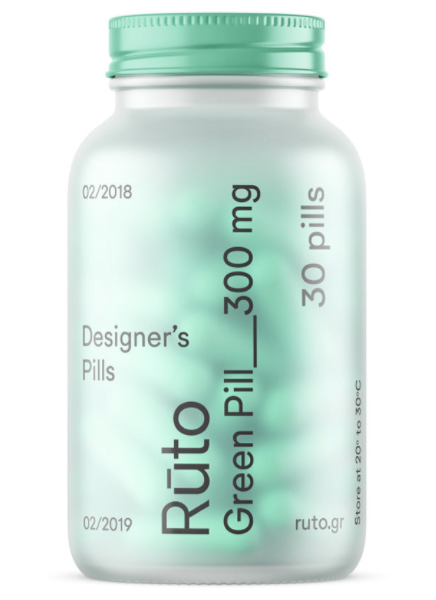 02/2018
Designer's
Pills
02/2019
Rūto
Green Pill__300 mg
30 pills
ruto.gr
Store at 20° to 30°C